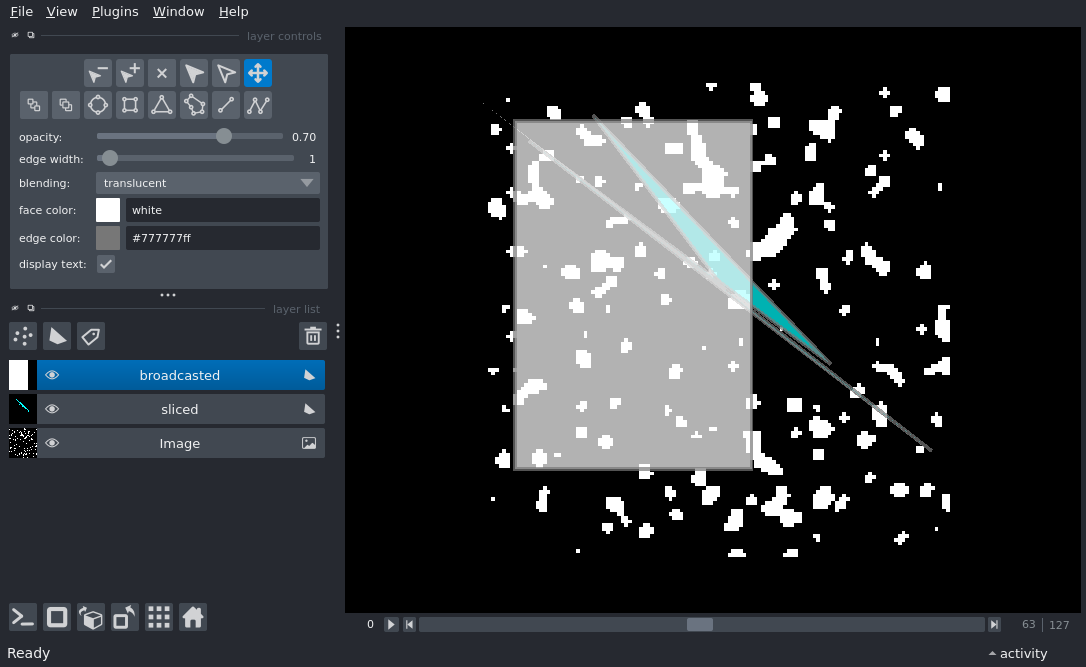 File View Plugins Window Help
layer controls
opacity: 0.70
edge width: 1
blending: translucent
face color: white
edge color: #777777ff
display text:
layer list
broadcasted
sliced
Image
0 63 127
Ready activity